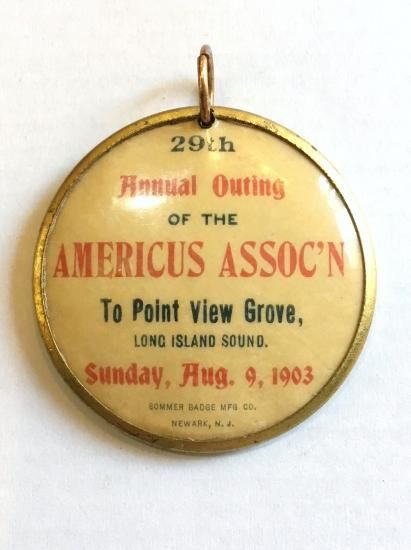 29th
Annual Outing
OF THE
AMERICUS ASSOC'N
To Point View Grove,
LONG ISLAND SOUND.
Sunday, Aug. 9, 1903
SOMMER BADGE MFG CO.
NEWARK, N. J.